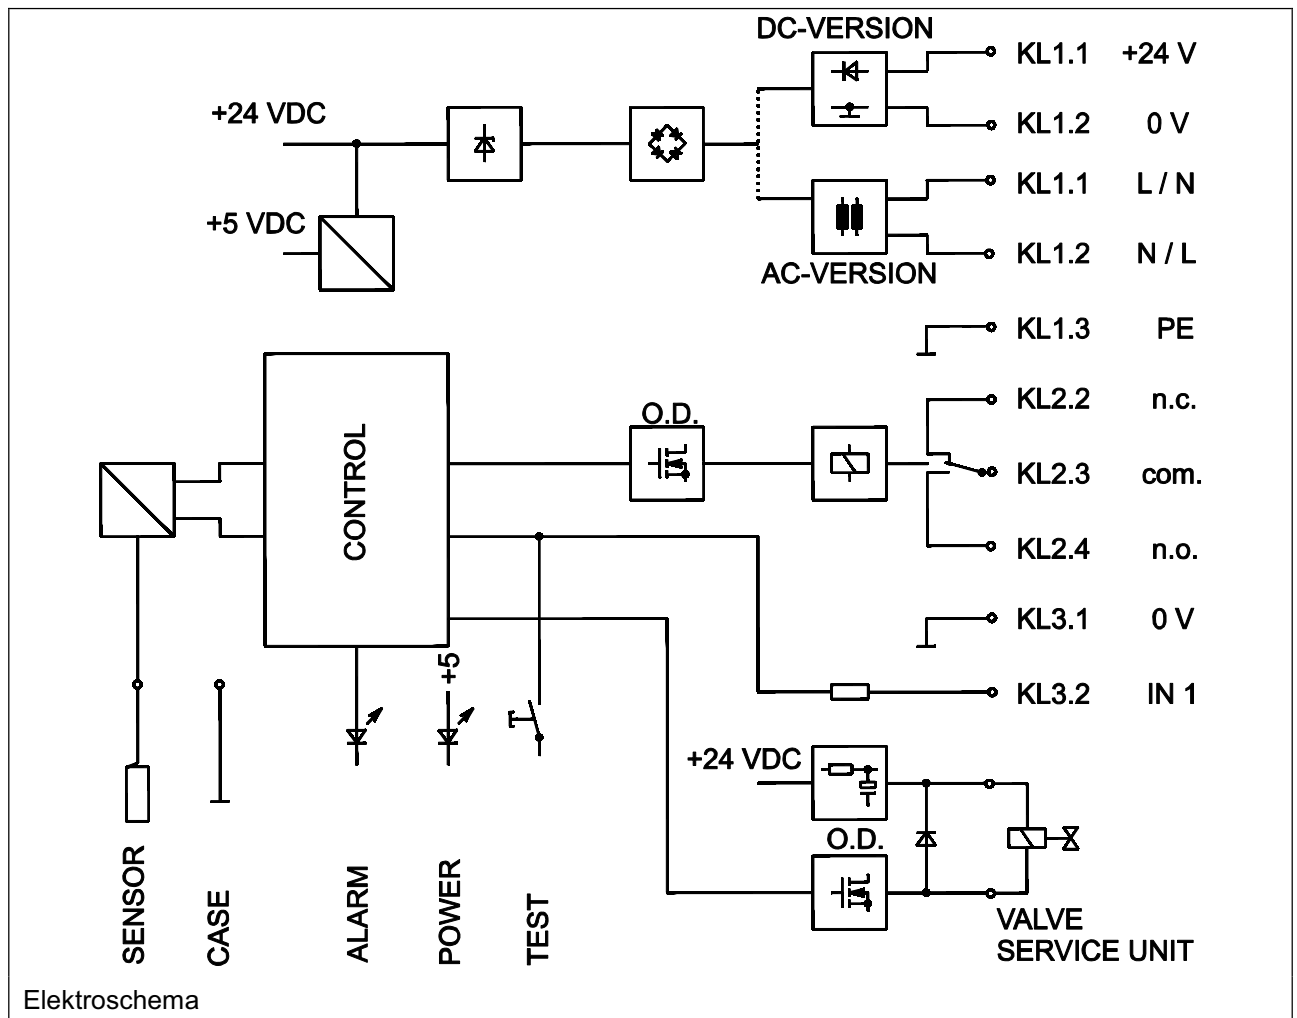 DC-VERSION
KL1.1 +24 V
+24 VDC
KL1.2 0 V
KL1.1 L / N
+5 VDC
KL1.2 N / L
AC-VERSION
KL1.3 PE
KL2.2 n.c.
O.D.
CONTROL
KL2.3 com.
KL2.4 n.o.
KL3.1 0 V
+5
KL3.2 IN 1
+24 VDC
O.D.
SENSOR
CASE
ALARM
POWER
TEST
VALVE
SERVICE UNIT
Elektroschema